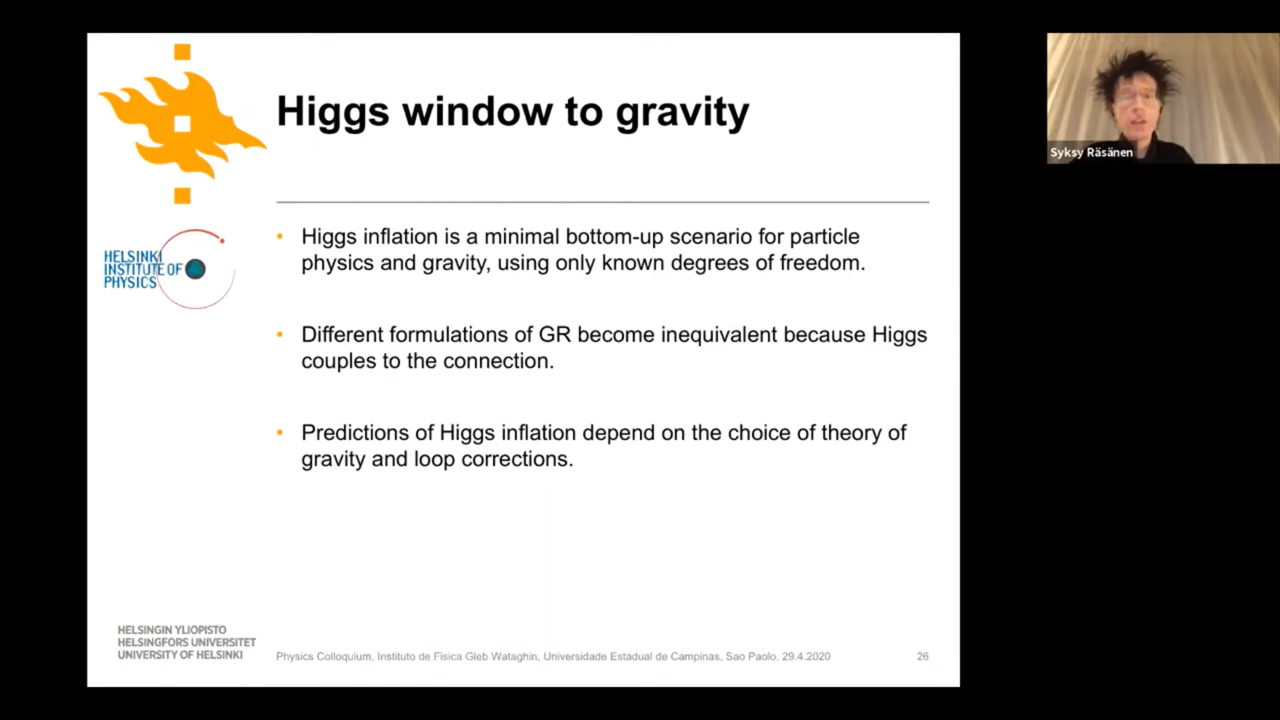 Higgs window to gravity
Syksy Räsänen
• Higgs inflation is a minimal bottom-up scenario for particle
physics and gravity, using only known degrees of freedom.
HELSINKI
INSTITUTE OF
PHYSICS
• Different formulations of GR become inequivalent because Higgs
couples to the connection.
• Predictions of Higgs inflation depend on the choice of theory of
gravity and loop corrections.
HELSINGIN YLIOPISTO
HELSINGFORS UNIVERSITET
UNIVERSITY OF HELSINKI
Physics Colloquium, Instituto de Física Gleb Wataghin, Universidade Estadual de Campinas, Sao Paolo, 29.4.2020
26